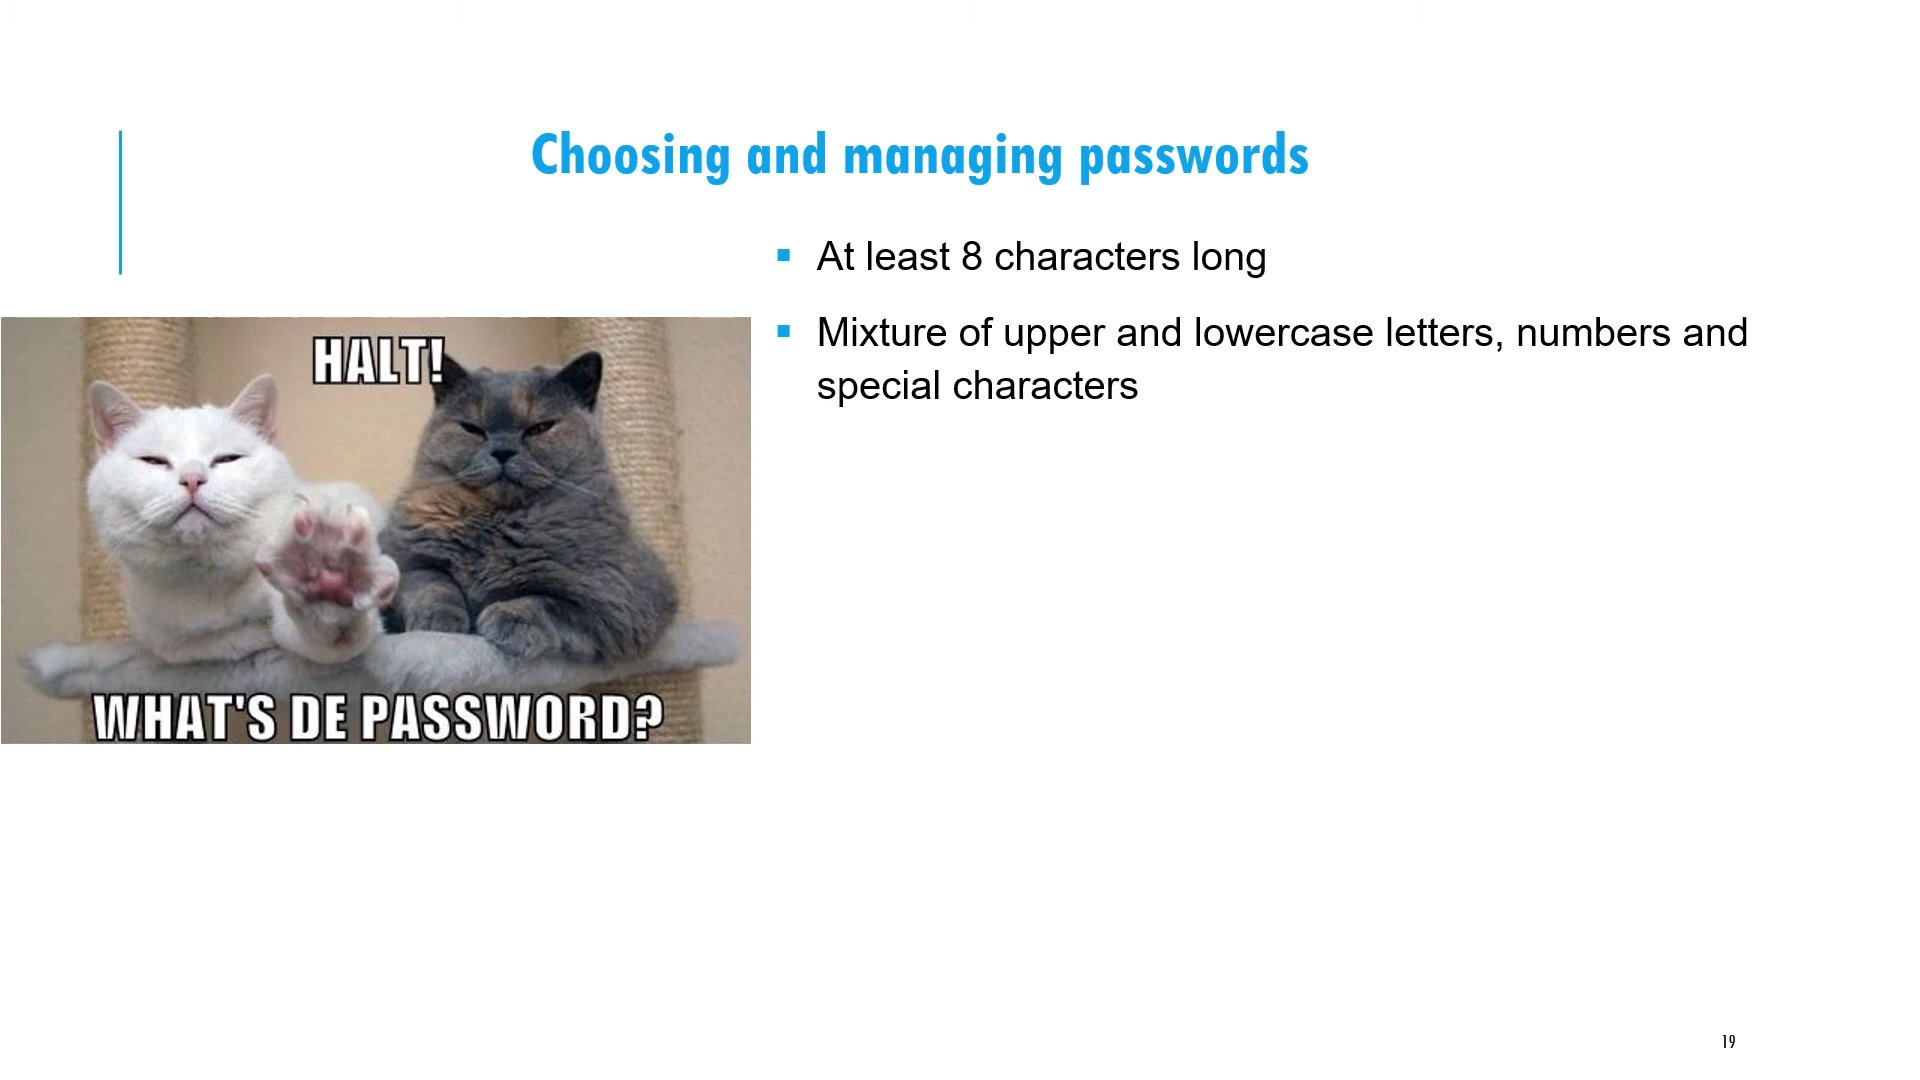 Choosing and managing passwords
At least 8 characters long
Mixture of upper and lowercase letters, numbers and
special characters
HALT!
WHAT'S DE PASSWORD?
19